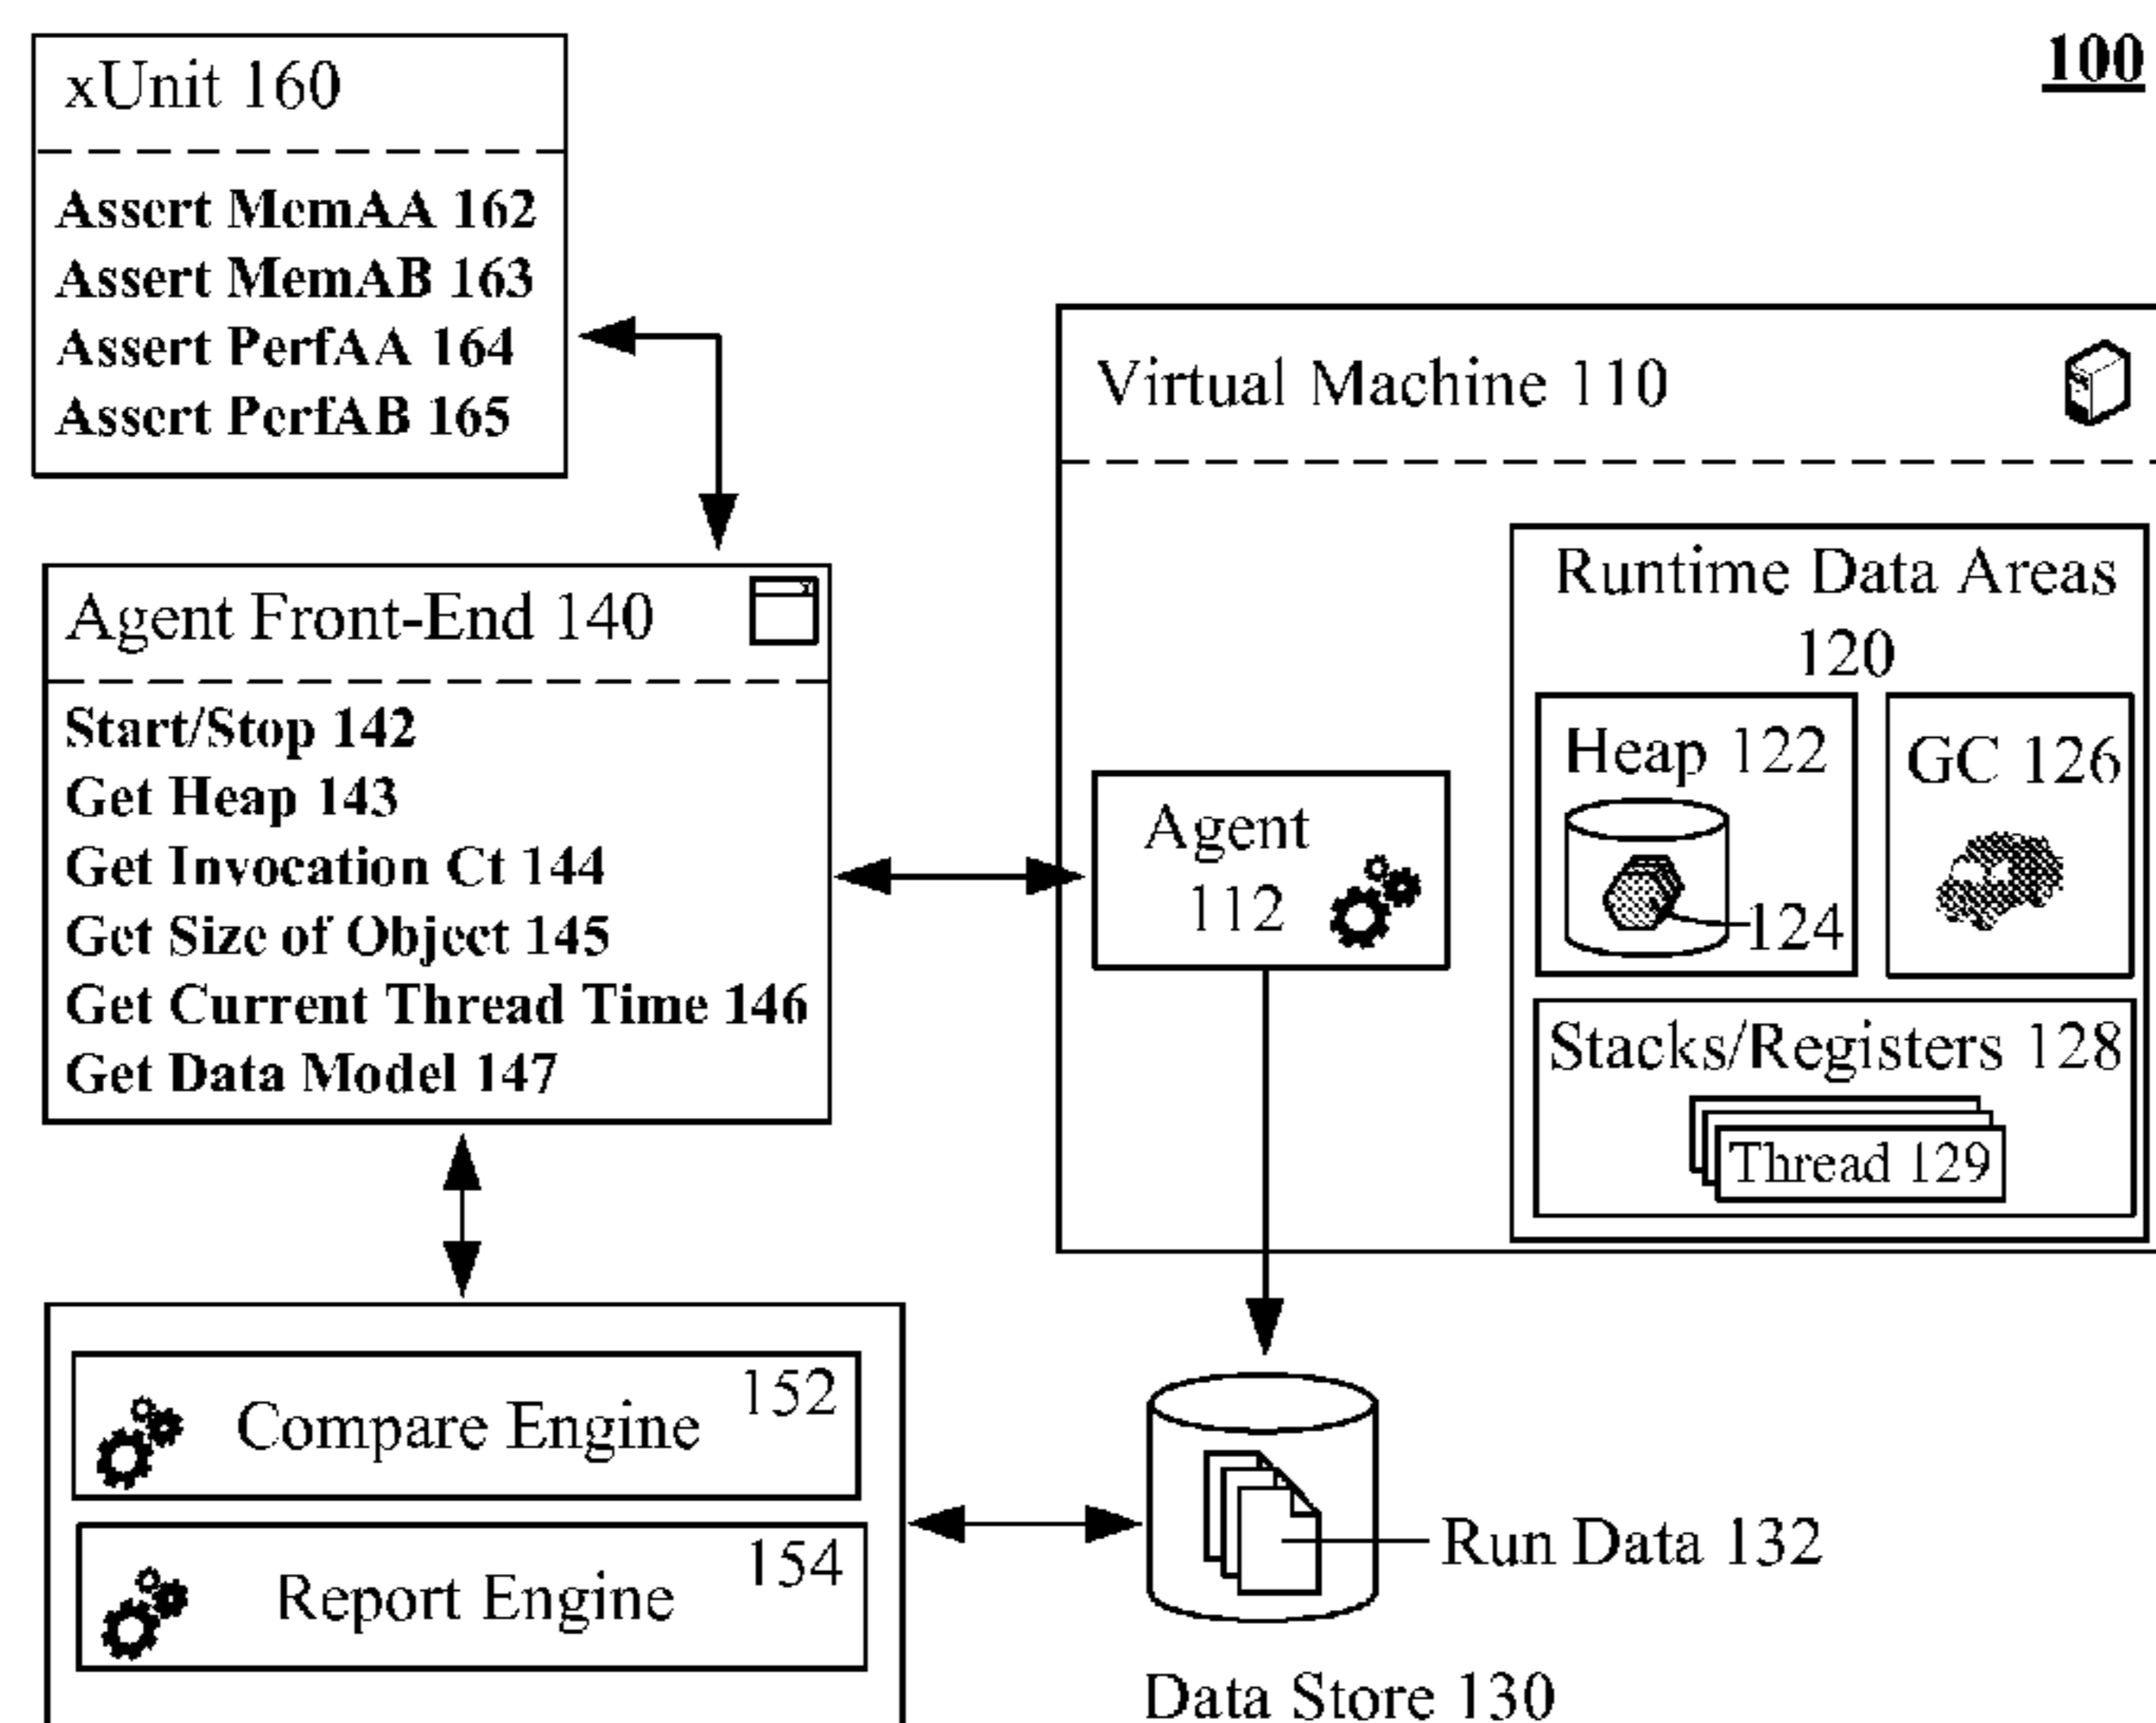 100
xUnit 160
Assert MemAA 162
Assert MemAB 163
Assert PerfAA 164
Assert PerfAB 165
Virtual Machine 110
Runtime Data Areas
120
Heap 122
124
GC 126
Stacks/Registers 128
Thread 129
Agent
112
Agent Front-End 140
Start/Stop 142
Get Heap 143
Get Invocation Ct 144
Get Size of Object 145
Get Current Thread Time 146
Get Data Model 147
Compare Engine 152
Report Engine 154
Run Data 132
Data Store 130